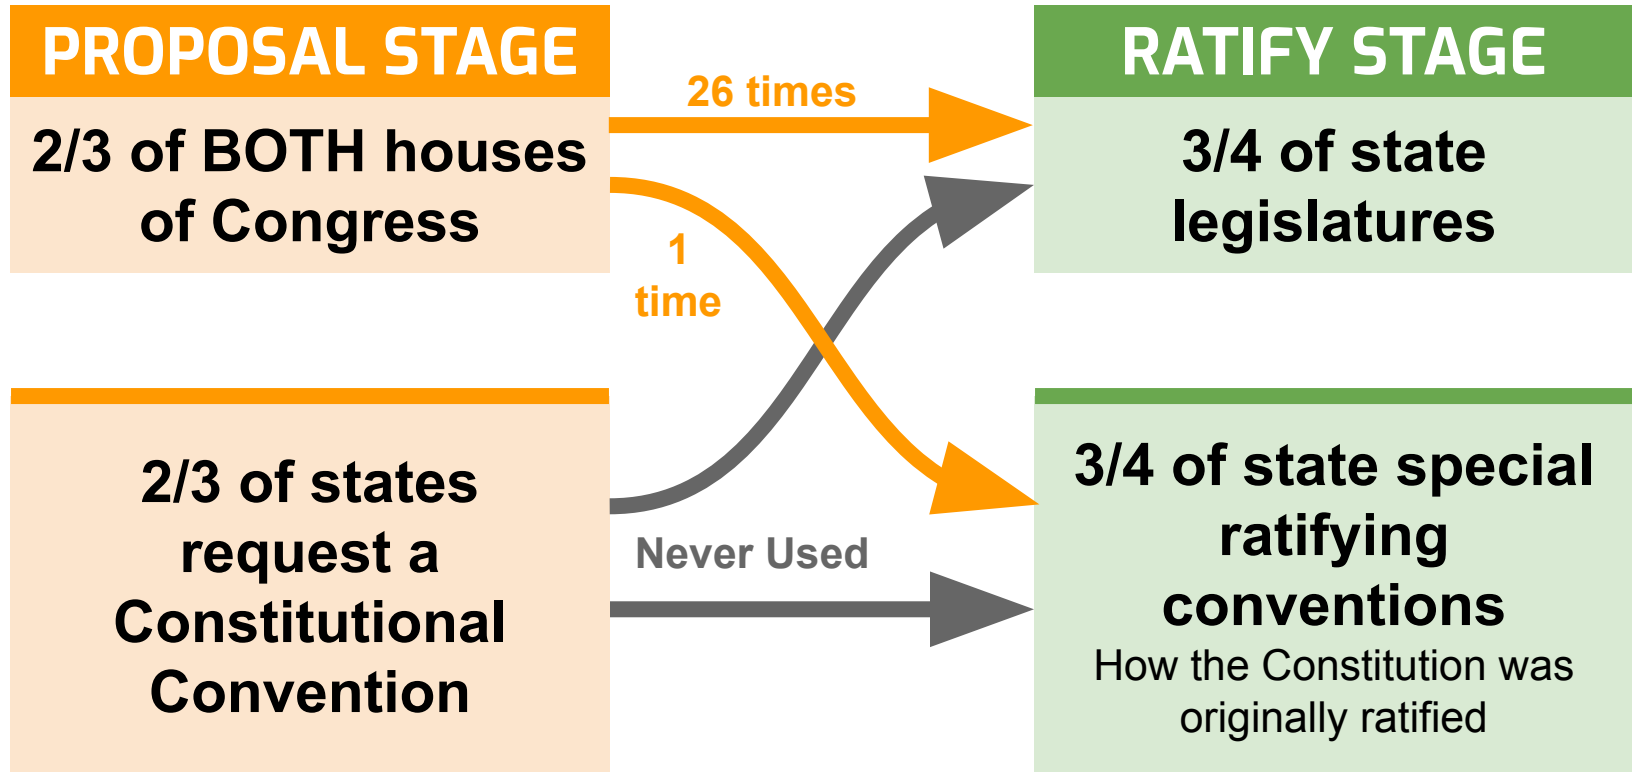 PROPOSAL STAGE
2/3 of BOTH houses
of Congress
26 times
1
time
RATIFY STAGE
3/4 of state
legislatures
2/3 of states
request a
Constitutional
Convention
Never Used
3/4 of state special
ratifying
conventions
How the Constitution was
originally ratified